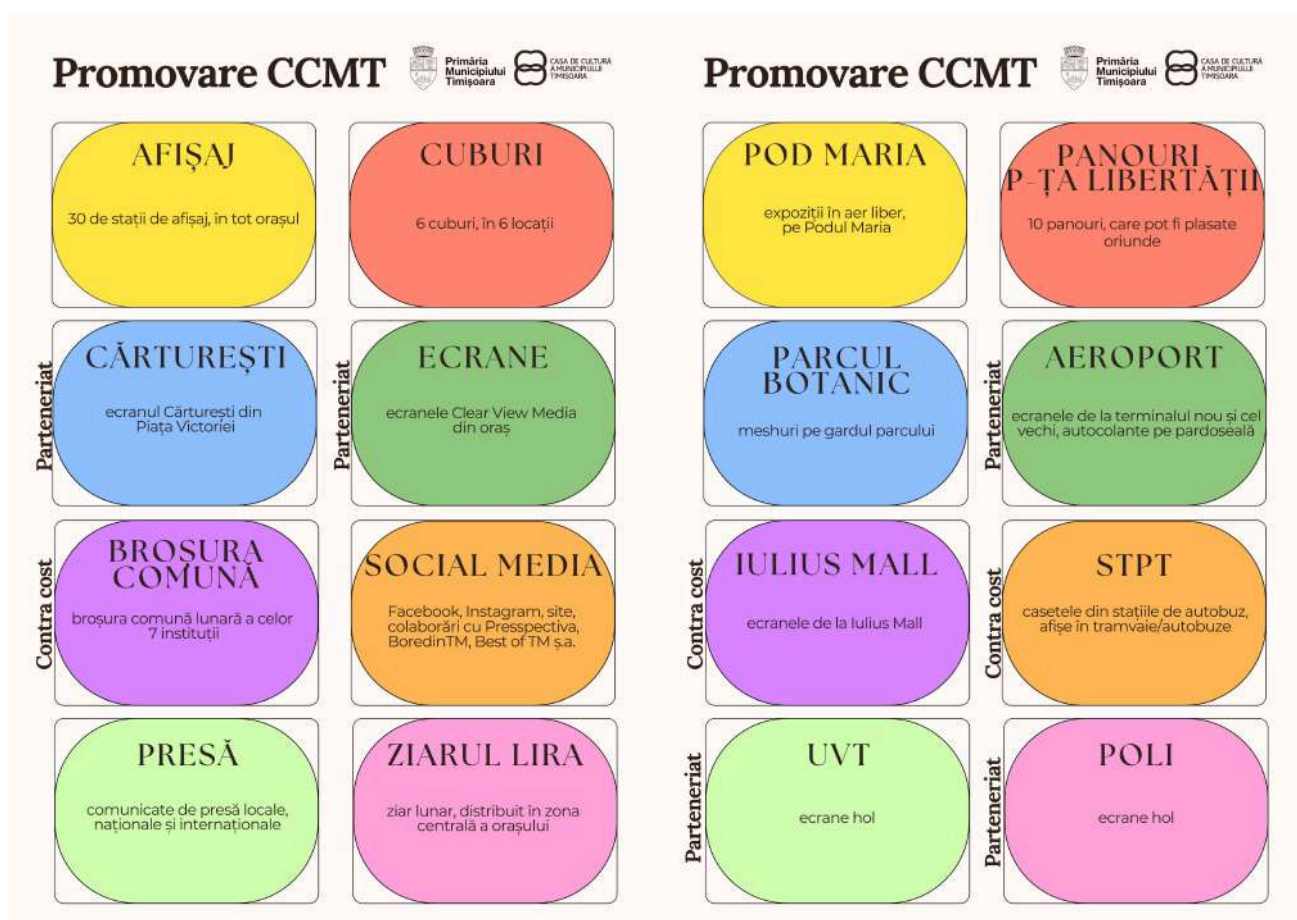 Promovare CCMT
Primăria
Municipiului
Timișoara
CASA DE CULTURĂ
A MUNICIPIULUI
TIMIȘOARA
AFIȘAJ
30 de stații de afișaj, în tot orașul
CUBURI
6 cuburi, în 6 locații
Parteneriat
CĂRTUREȘTI
ecranul Cărturești din
Piața Victoriei
Parteneriat
ECRANE
ecranele Clear View Media
din oraș
Contra cost
BROȘURA
COMUNĂ
broșura comună lunară a celor
7 instituții
SOCIAL MEDIA
Facebook, Instagram, site,
colaborări cu Presspectiva,
BoredinTM, Best of TM ș.a.
PRESĂ
comunicate de presă locale,
naționale și internaționale
ZIARUL LIRA
ziar lunar, distribuit în zona
centrală a orașului
Promovare CCMT
Primăria
Municipiului
Timișoara
CASA DE CULTURĂ
A MUNICIPIULUI
TIMIȘOARA
POD MARIA
expoziții în aer liber,
pe Podul Maria
PANOURI
P-ȚA LIBERTĂȚII
10 panouri, care pot fi plasate
oriunde
PARCUL
BOTANIC
meshuri pe gardul parcului
Parteneriat
AEROPORT
ecranele de la terminalul nou și cel
vechi, autocolante pe pardoseală
Contra cost
IULIUS MALL
ecranele de la Iulius Mall
Contra cost
STPT
casetele din stațiile de autobuz,
afișe în tramvaie/autobuze
Parteneriat
UVT
ecrane hol
Parteneriat
POLI
ecrane hol